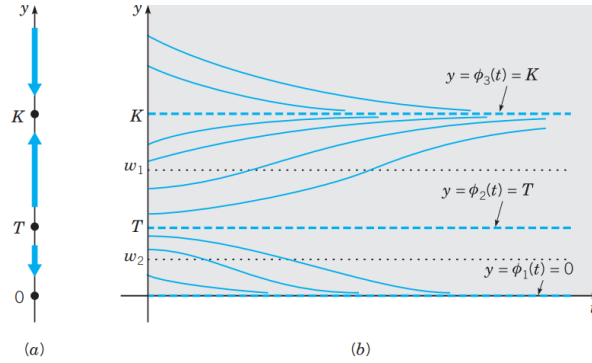 y
K
T
0
(a)
y
K
w₁
T
w₂
y = ϕ₃(t) = K
y = ϕ₂(t) = T
y = ϕ₁(t) = 0
(b)